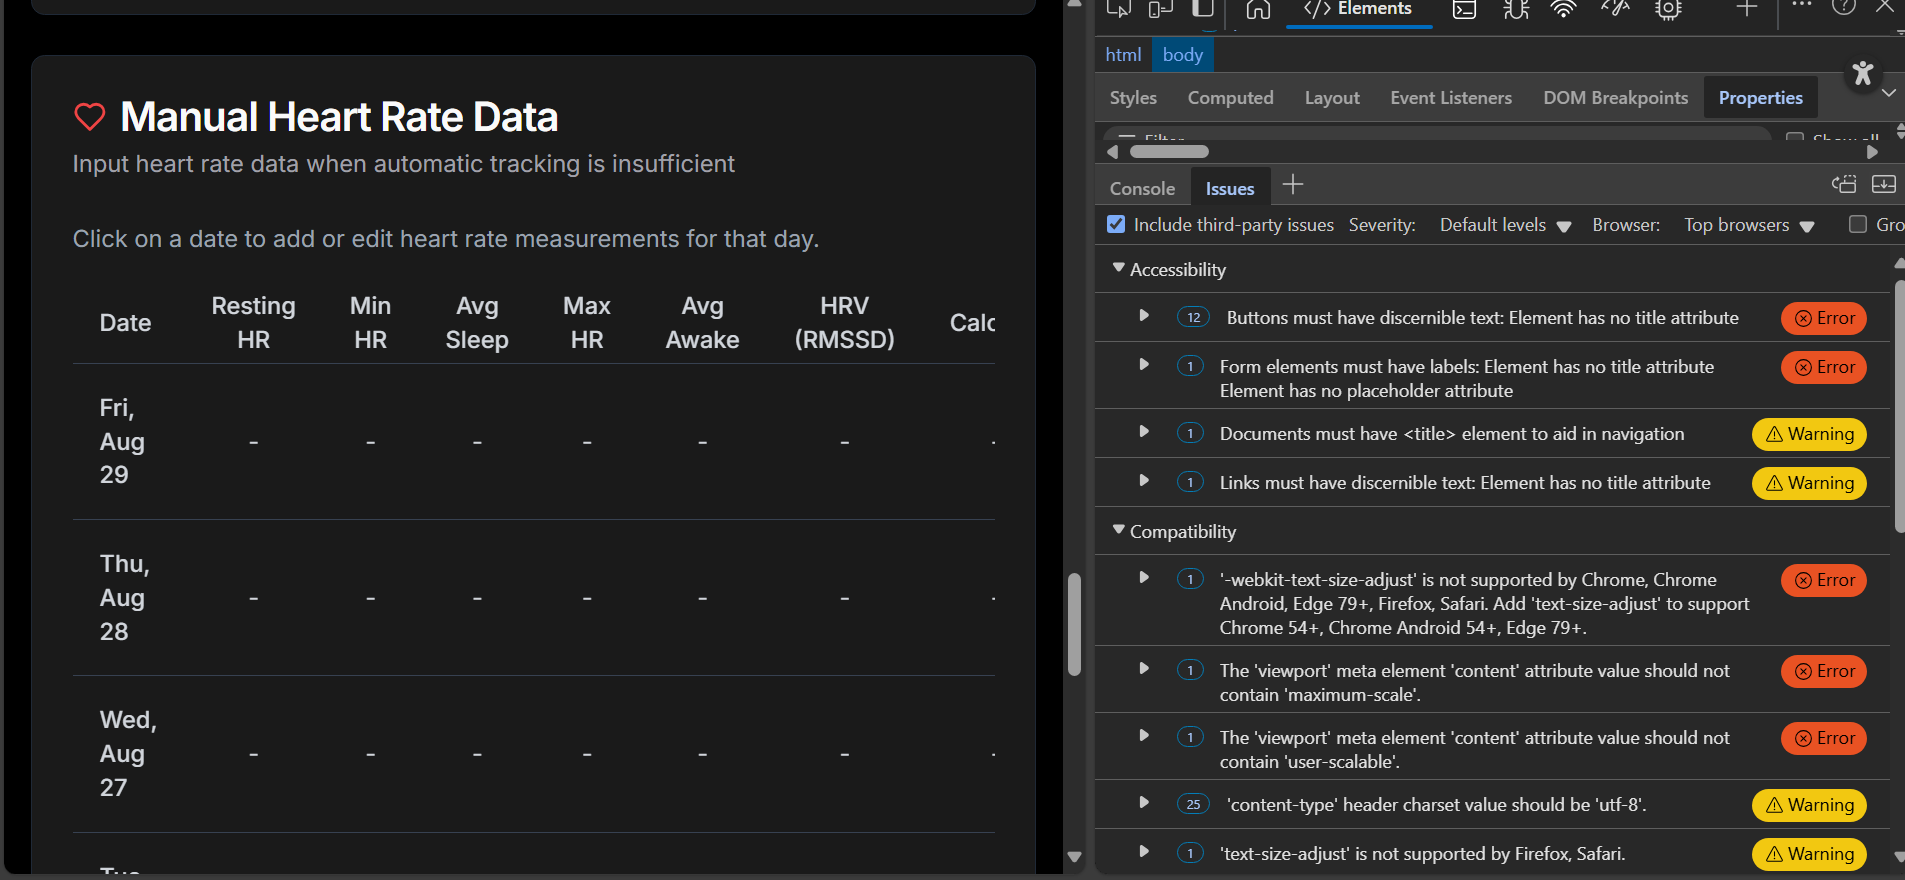 Manual Heart Rate Data
Input heart rate data when automatic tracking is insufficient
Click on a date to add or edit heart rate measurements for that day.
Date
Resting HR
Min HR
Avg Sleep
Max HR
Avg Awake
HRV (RMSSD)
Calc
Fri, Aug 29 - - - - - - -
Thu, Aug 28 - - - - - - -
Wed, Aug 27 - - - - - - -
</> Elements
html body
Styles Computed Layout Event Listeners DOM Breakpoints Properties
Filter Show all
Console Issues
Include third-party issues Severity: Default levels Browser: Top browsers Gro
Accessibility
12 Buttons must have discernible text: Element has no title attribute Error
1 Form elements must have labels: Element has no title attribute Error
Element has no placeholder attribute
1 Documents must have <title> element to aid in navigation Warning
1 Links must have discernible text: Element has no title attribute Warning
Compatibility
1 '-webkit-text-size-adjust' is not supported by Chrome, Chrome Error
Android, Edge 79+, Firefox, Safari. Add 'text-size-adjust' to support
Chrome 54+, Chrome Android 54+, Edge 79+.
1 The 'viewport' meta element 'content' attribute value should not Error
contain 'maximum-scale'.
1 The 'viewport' meta element 'content' attribute value should not Error
contain 'user-scalable'.
25 'content-type' header charset value should be 'utf-8'. Warning
1 'text-size-adjust' is not supported by Firefox, Safari. Warning